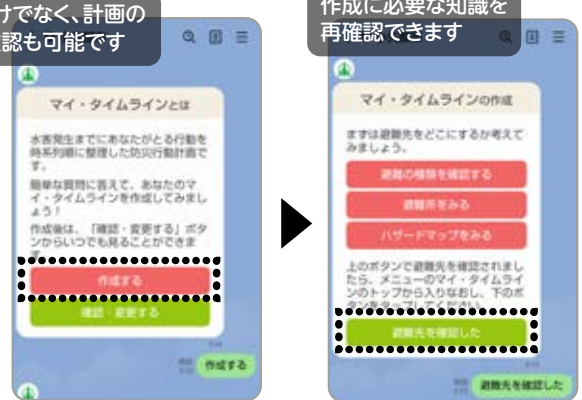 けでなく、計画の
認も可能です
マイ・タイムラインとは
水害発生までにあなたがとる行動を
時系列順に整理した防災行動計画で
す。
簡単な質問に答えて、あなたのマ
イ・タイムラインを作成してみまし
ょう！
作成後は、「確認・変更する」ボタ
ンからいつでも見ることができま
す。
作成する
確認・変更する
作成する
作成に必要な知識を
再確認できます
マイ・タイムラインの作成
まずは避難先をどこにするか考えて
みましょう。
避難の種類を確認する
避難所をみる
ハザードマップをみる
上のボタンで避難先を確認されまし
たら、メニューのマイ・タイムライ
ンのトップから入りなおし、下のボ
タンをタップしてください。
避難先を確認した
避難先を確認した